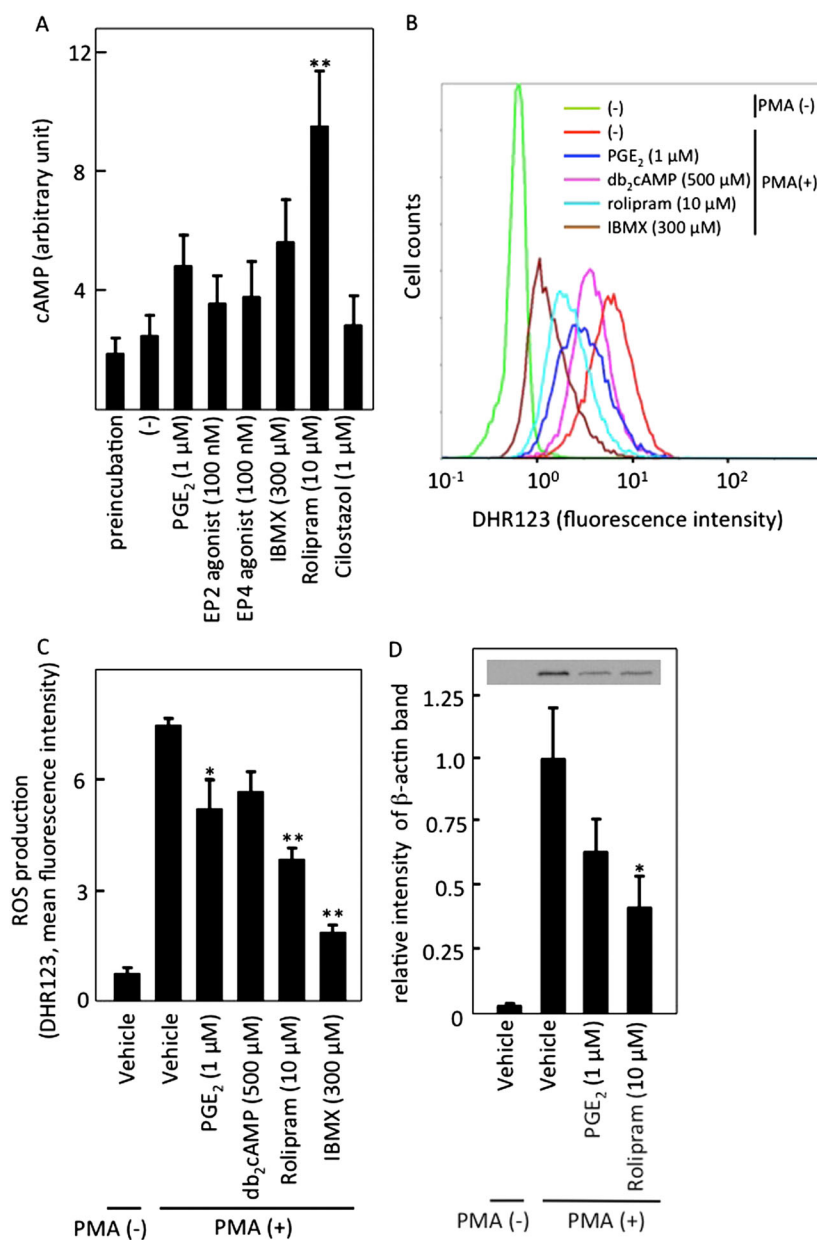 A
12
8
4
cAMP (arbitrary unit)
**
preincubation
(-)
PGE₂ (1 μM)
EP2 agonist (100 nM)
EP4 agonist (100 nM)
IBMX (300 μM)
Rolipram (10 μM)
Cilostazol (1 μM)
B
Cell counts
(-)
PMA (-)
(-)
PGE₂ (1 μM)
db₂cAMP (500 μM)
rolipram (10 μM)
IBMX (300 μM)
PMA(+)
10⁻¹ 10⁰ 10¹ 10²
DHR123 (fluorescence intensity)
C
ROS production
(DHR123, mean fluorescence intensity)
6
3
0
*
**
**
Vehicle
Vehicle
PGE₂ (1 μM)
db₂cAMP (500 μM)
Rolipram (10 μM)
IBMX (300 μM)
PMA (-)
PMA (+)
D
relative intensity of β-actin band
1.25
1.0
0.75
0.5
0.25
0
*
Vehicle
Vehicle
PGE₂ (1 μM)
Rolipram (10 μM)
PMA (-)
PMA (+)